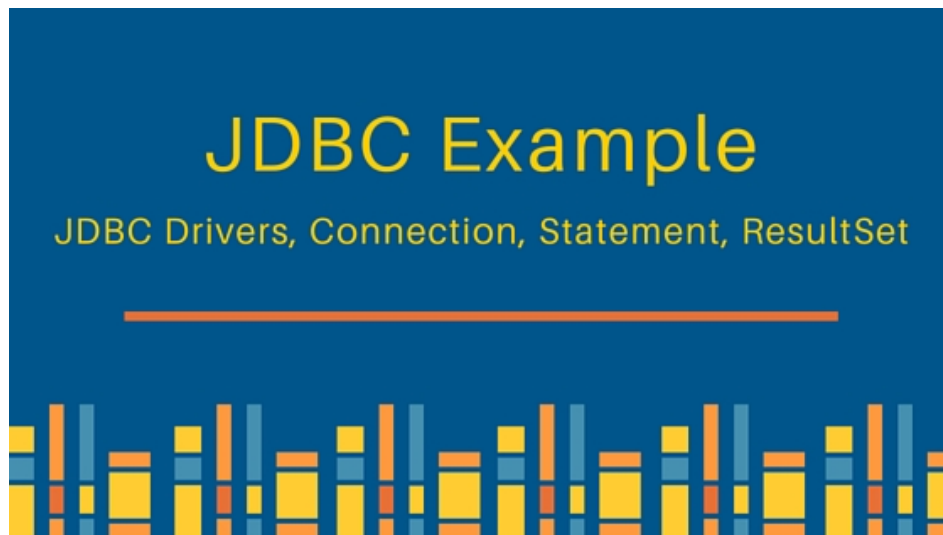 JDBC Example
JDBC Drivers, Connection, Statement, ResultSet